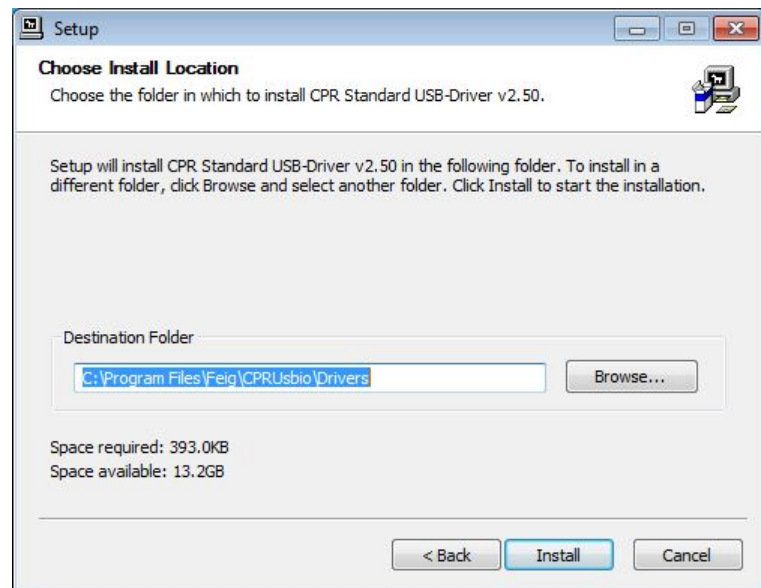 Setup
Choose Install Location
Choose the folder in which to install CPR Standard USB-Driver v2.50.
Setup will install CPR Standard USB-Driver v2.50 in the following folder. To install in a
different folder, click Browse and select another folder. Click Install to start the installation.
Destination Folder
C:\Program Files\Feig\CPRUsbio\Drivers
Browse...
Space required: 393.0KB
Space available: 13.2GB
< Back
Install
Cancel